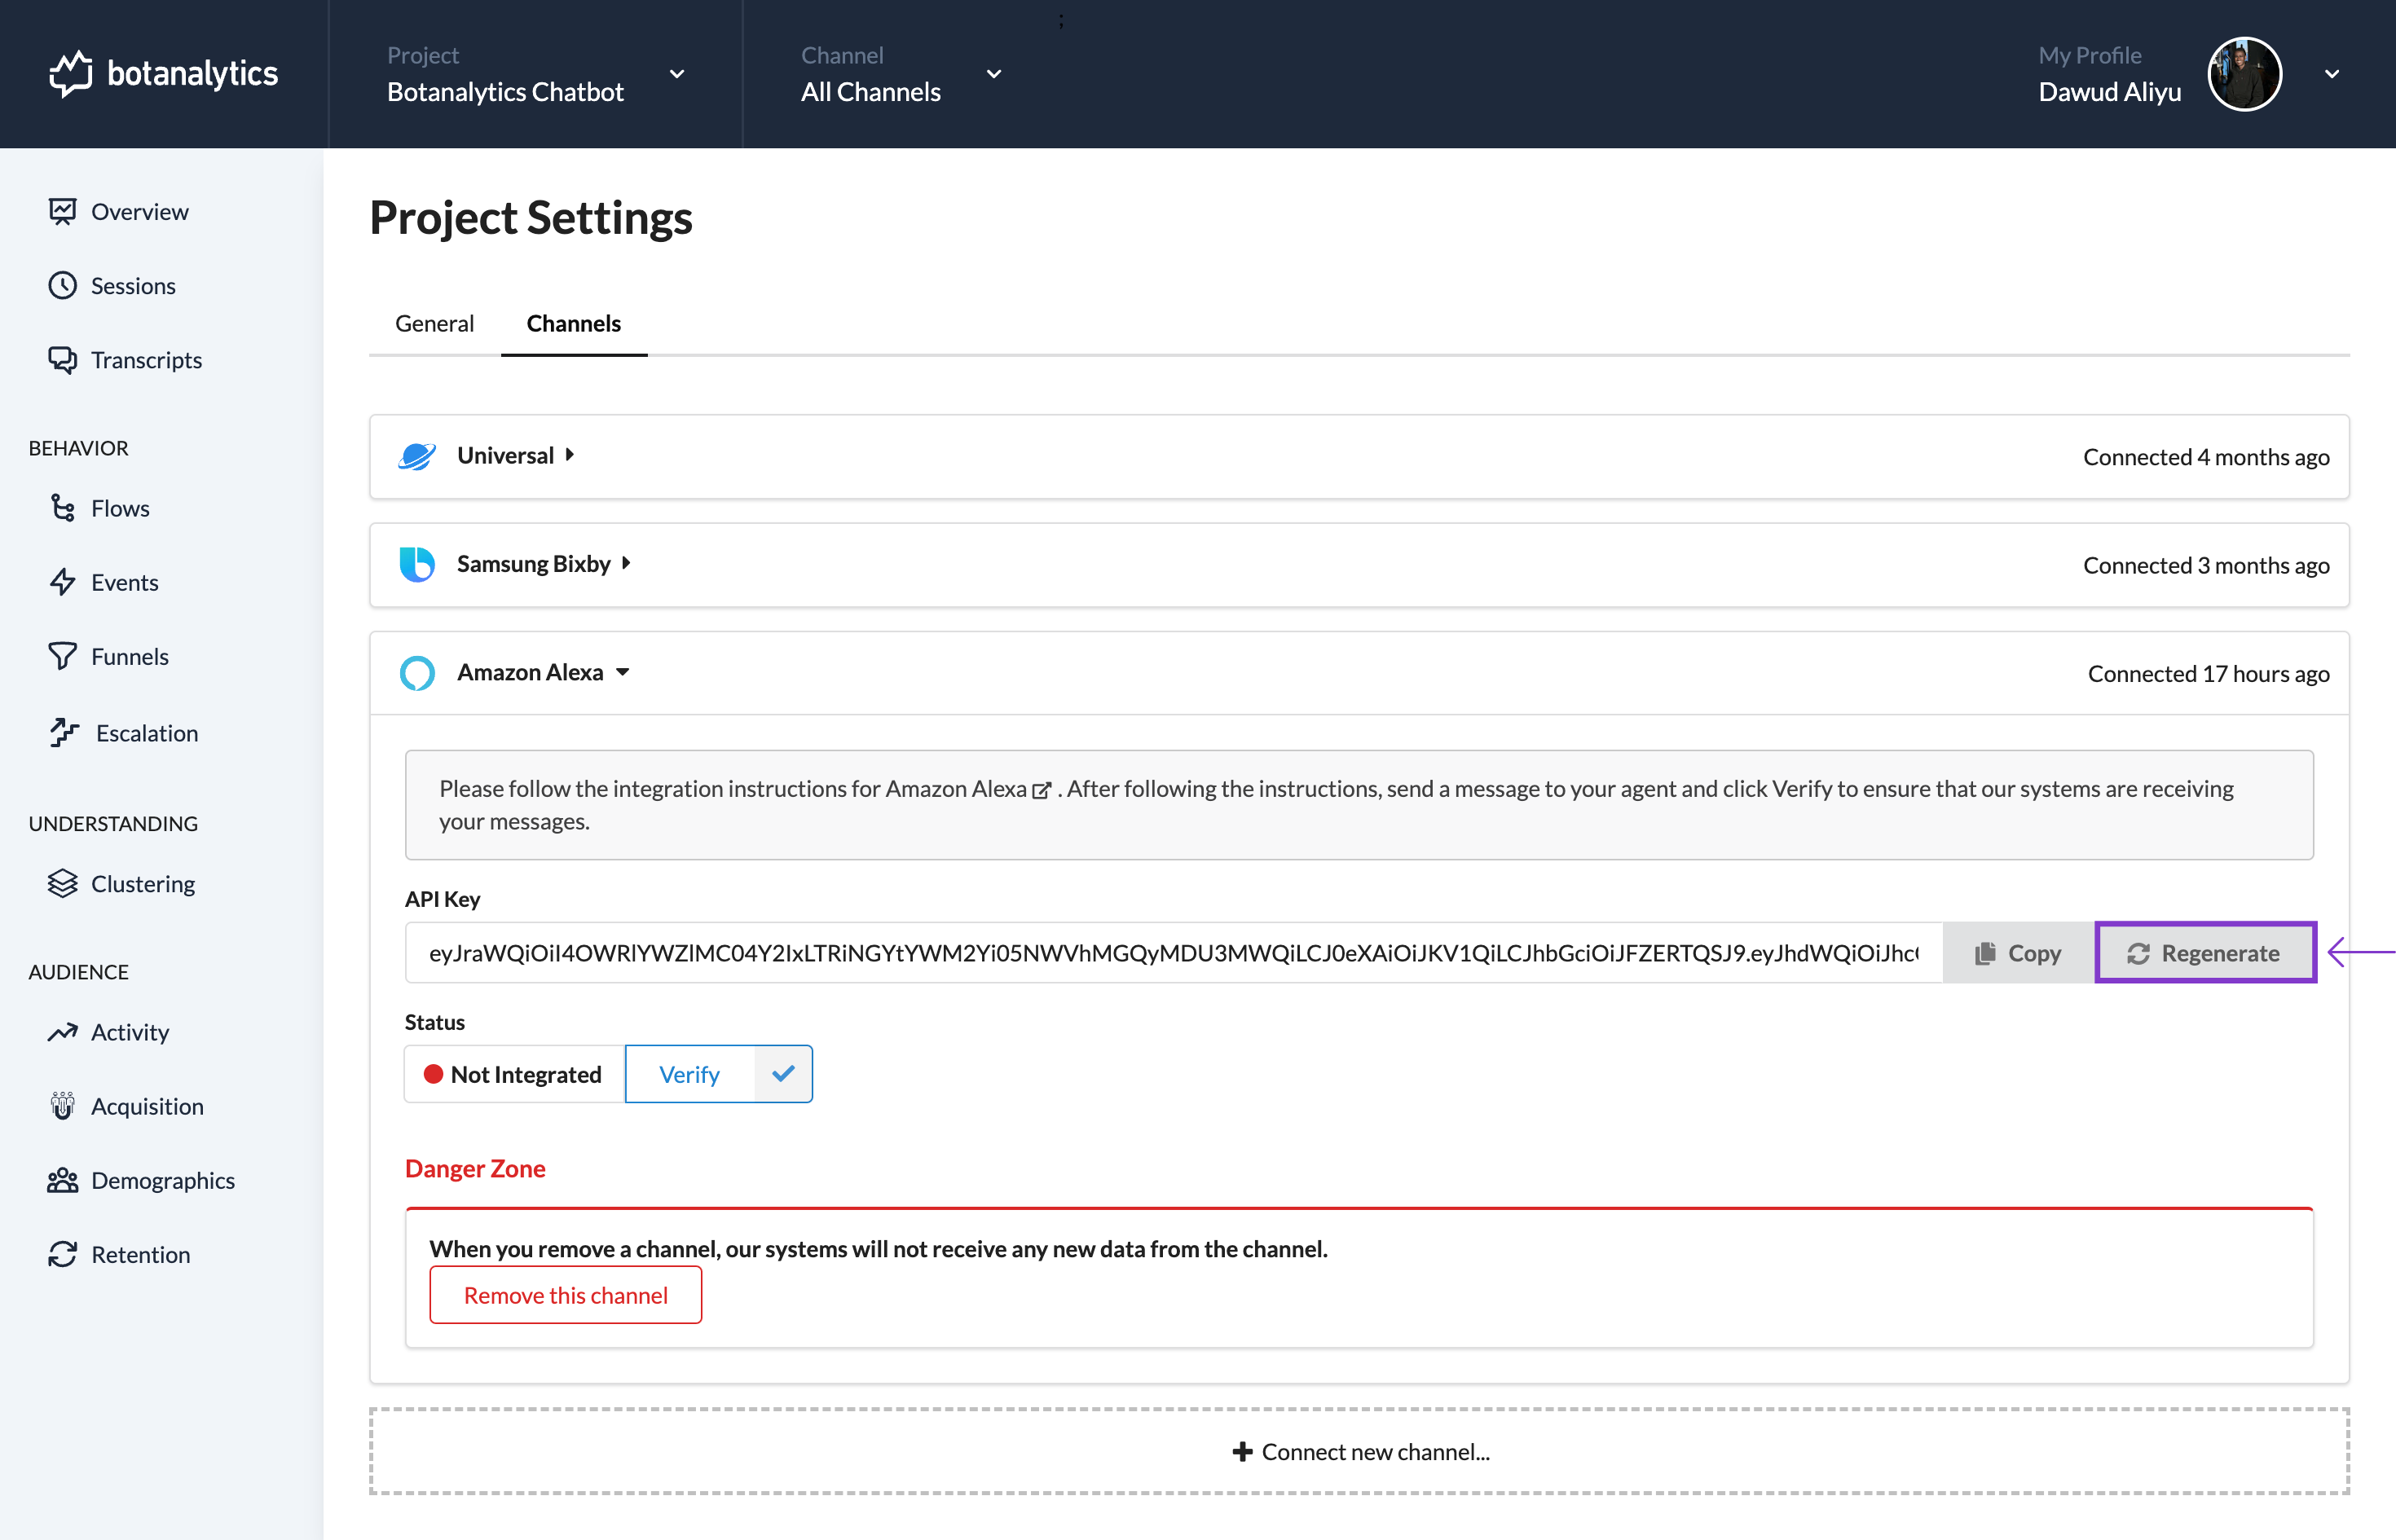 ;
botanalytics
Project
Botanalytics Chatbot
Channel
All Channels
My Profile
Dawud Aliyu
Overview
Sessions
Transcripts
BEHAVIOR
Flows
Events
Funnels
Escalation
UNDERSTANDING
Clustering
AUDIENCE
Activity
Acquisition
Demographics
Retention
Project Settings
General
Channels
Universal
Connected 4 months ago
Samsung Bixby
Connected 3 months ago
Amazon Alexa
Connected 17 hours ago
Please follow the integration instructions for Amazon Alexa . After following the instructions, send a message to your agent and click Verify to ensure that our systems are receiving
your messages.
API Key
eyJraWQiOiI4OWRlYWZlMC04Y2IxLTRiNGYtYWM2Yi05NWVhMGQyMDU3MWQiLCJ0eXAiOiJKV1QiLCJhbGciOiJFZERTQSJ9.eyJhdWQiOiJhc
Copy
Regenerate
Status
Not Integrated
Verify
Danger Zone
When you remove a channel, our systems will not receive any new data from the channel.
Remove this channel
Connect new channel...